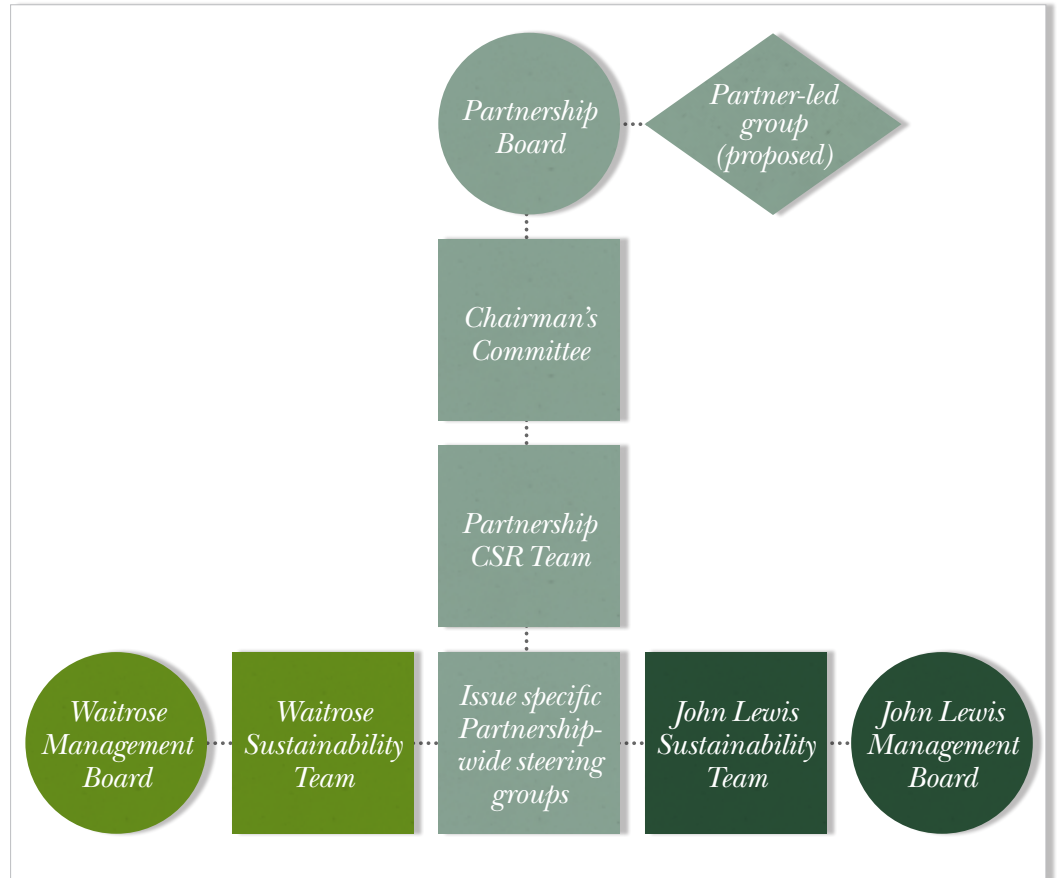 Partnership
Board
Partner-led
group
(proposed)
Chairman's
Committee
Partnership
CSR Team
Waitrose
Management
Board
Waitrose
Sustainability
Team
Issue specific
Partnership-
wide steering
groups
John Lewis
Sustainability
Team
John Lewis
Management
Board